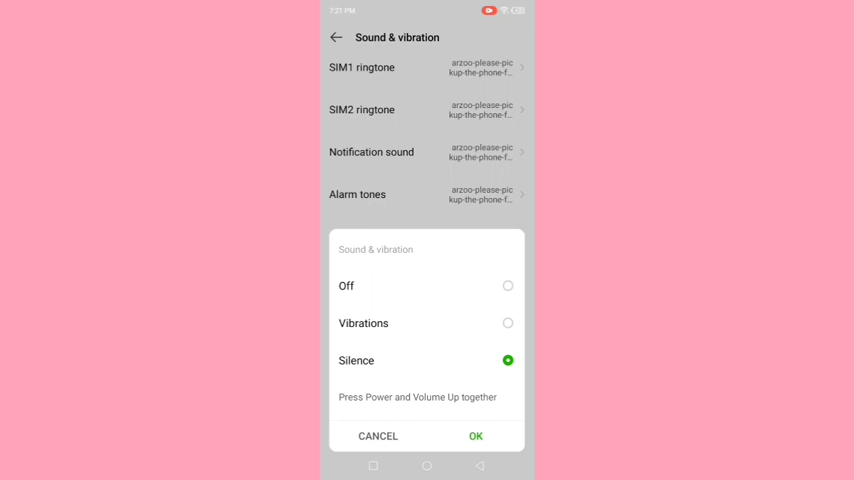 7:21 PM
Sound & vibration
SIM1 ringtone
arzoo-please-pic
kup-the-phone-f...
SIM2 ringtone
arzoo-please-pic
kup-the-phone-f...
Notification sound
arzoo-please-pic
kup-the-phone-f...
Alarm tones
arzoo-please-pic
kup-the-phone-f...
Sound & vibration
Off
Vibrations
Silence
Press Power and Volume Up together
CANCEL
OK